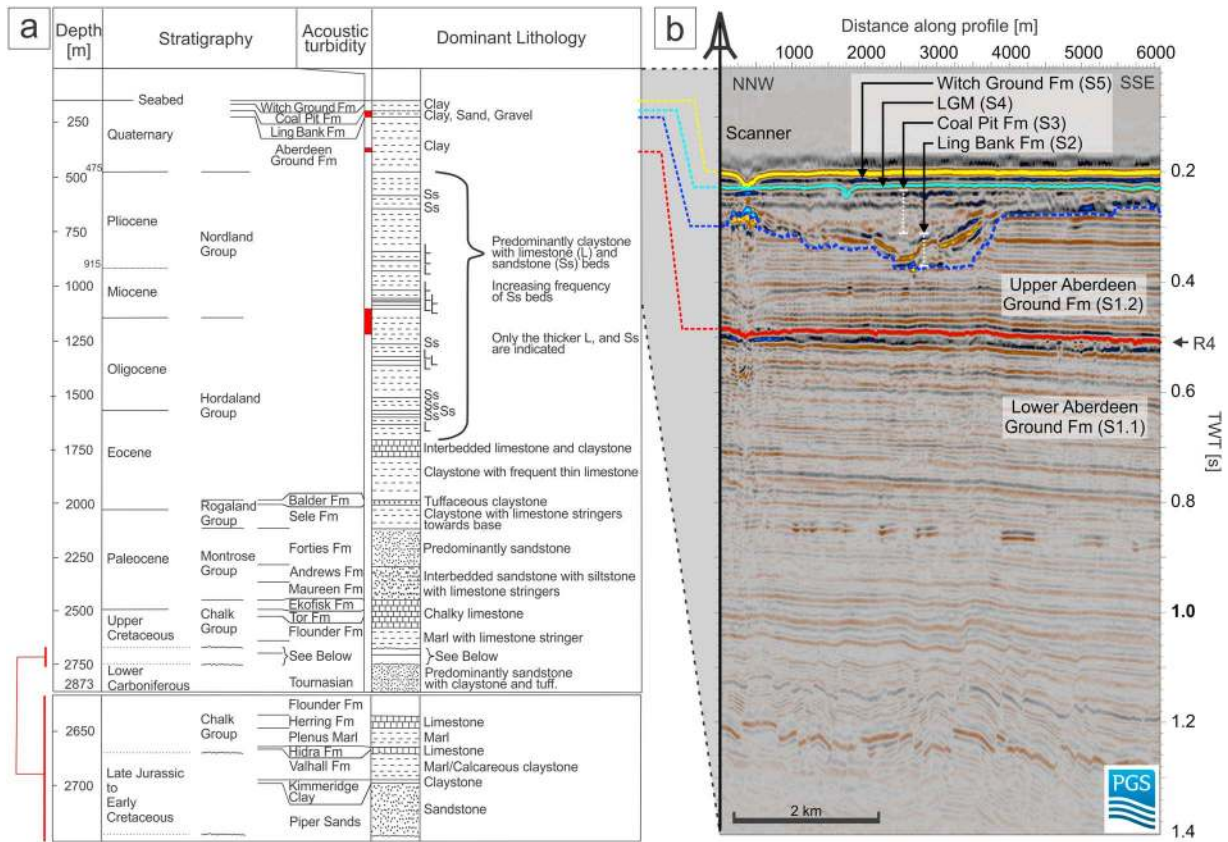 a
Depth
[m]
Stratigraphy
Acoustic
turbidity
Dominant Lithology
Seabed
250
Quaternary
475
500
Pliocene
750
915
1000
Miocene
1250
Oligocene
1500
1750
Eocene
2000
Paleocene
2250
2500
Upper
Cretaceous
2750
Lower
Carboniferous
2873
Nordland
Group
Hordaland
Group
Rogaland
Group
Montrose
Group
Chalk
Group
Witch Ground Fm
Coal Pit Fm
Ling Bank Fm
Aberdeen
Ground Fm
Balder Fm
Sele Fm
Forties Fm
Andrews Fm
Maureen Fm
Ekofisk Fm
Tor Fm
Flounder Fm
See Below
Tournasian
Clay
Clay, Sand, Gravel
Clay
Ss
Ss
L
L
L
L
L
L
L
Ss
L
L
Ss
Ss
Ss
Ss
L
Predominantly claystone
with limestone (L) and
sandstone (Ss) beds
Increasing frequency
of Ss beds
Only the thicker L, and Ss
are indicated
Interbedded limestone and claystone
Claystone with frequent thin limestone
Tuffaceous claystone
Claystone with limestone stringers
towards base
Predominantly sandstone
Interbedded sandstone with siltstone
with limestone stringers
Chalky limestone
Marl with limestone stringer
See Below
Predominantly sandstone
with claystone and tuff.
2650
2700
Late Jurassic
to
Early
Cretaceous
Chalk
Group
Flounder Fm
Herring Fm
Plenus Marl
Hidra Fm
Valhall Fm
Kimmeridge
Clay
Piper Sands
Limestone
Marl
Limestone
Marl/Calcareous claystone
Claystone
Sandstone
b
Distance along profile [m]
1000 2000 3000 4000 5000 6000
NNW
SSE
Witch Ground Fm (S5)
LGM (S4)
Coal Pit Fm (S3)
Ling Bank Fm (S2)
Scanner
0.2
0.4
Upper Aberdeen
Ground Fm (S1.2)
R4
0.6
Lower Aberdeen
Ground Fm (S1.1)
TWT [s]
0.8
1.0
1.2
1.4
2 km
PGS